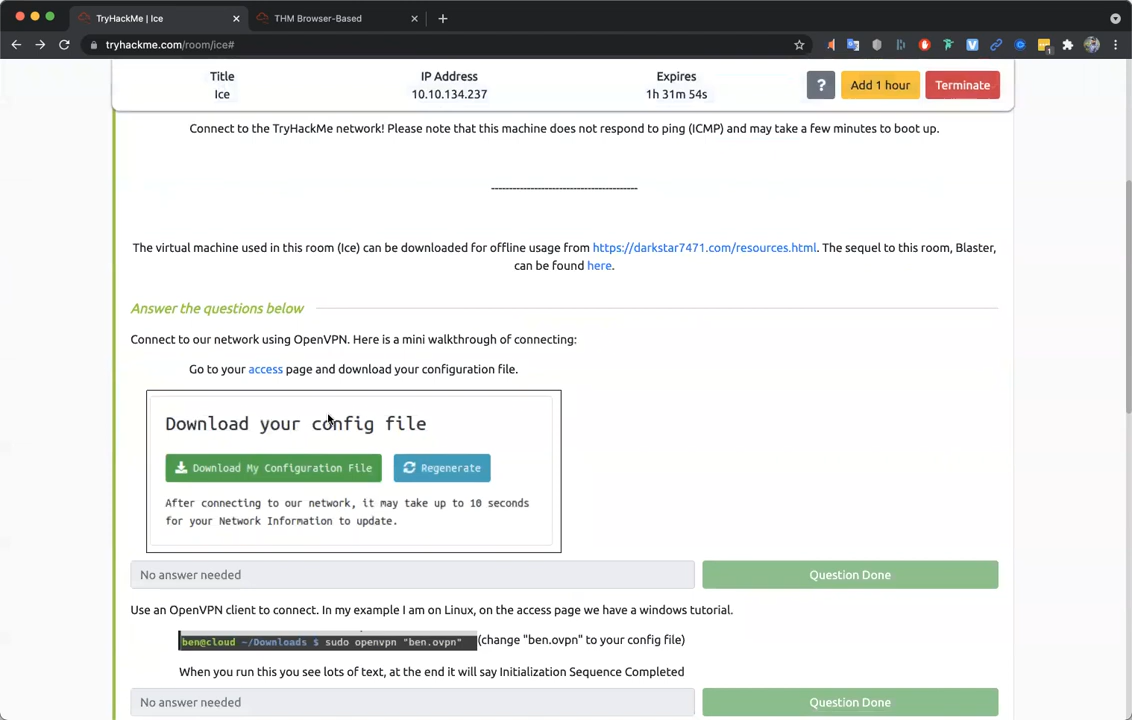 TryHackMe | Ice
THM Browser-Based
tryhackme.com/room/ice#
Title
Ice
IP Address
10.10.134.237
Expires
1h 31m 54s
?
Add 1 hour
Terminate
Connect to the TryHackMe network! Please note that this machine does not respond to ping (ICMP) and may take a few minutes to boot up.
----------------------------------------
The virtual machine used in this room (Ice) can be downloaded for offline usage from https://darkstar7471.com/resources.html. The sequel to this room, Blaster,
can be found here.
Answer the questions below
Connect to our network using OpenVPN. Here is a mini walkthrough of connecting:
Go to your access page and download your configuration file.
Download your config file
Download My Configuration File
Regenerate
After connecting to our network, it may take up to 10 seconds
for your Network Information to update.
No answer needed
Question Done
Use an OpenVPN client to connect. In my example I am on Linux, on the access page we have a windows tutorial.
ben@cloud ~/Downloads $ sudo openvpn "ben.ovpn" (change "ben.ovpn" to your config file)
When you run this you see lots of text, at the end it will say Initialization Sequence Completed
No answer needed
Question Done